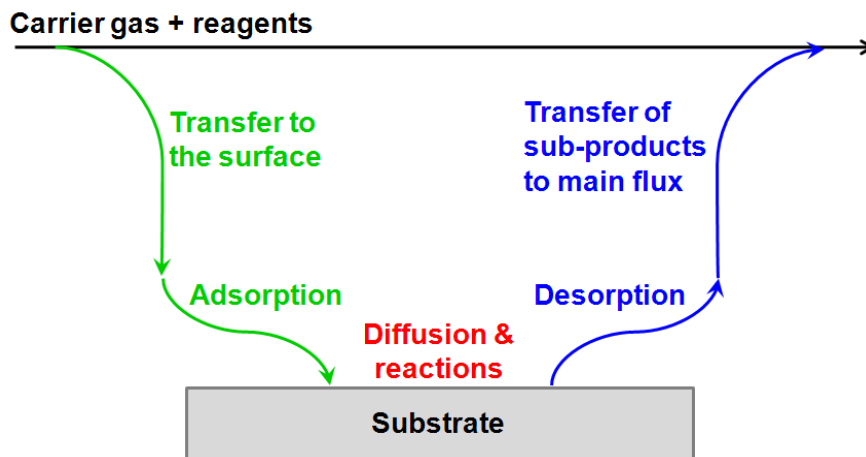 Carrier gas + reagents
Transfer to
the surface
Transfer of
sub-products
to main flux
Adsorption
Desorption
Diffusion &
reactions
Substrate